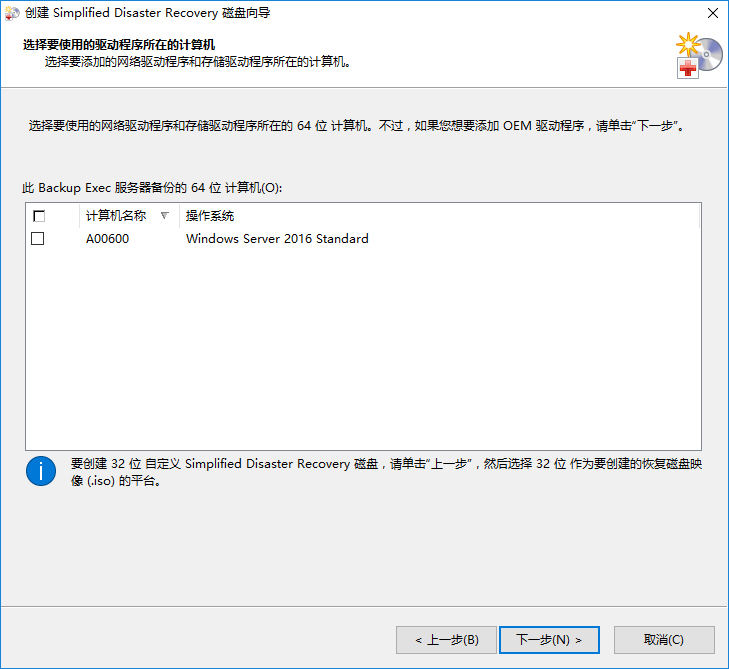 创建 Simplified Disaster Recovery 磁盘向导
选择要使用的驱动程序所在的计算机
选择要添加的网络驱动程序和存储驱动程序所在的计算机。
选择要使用的网络驱动程序和存储驱动程序所在的 64 位 计算机。不过，如果您想要添加 OEM 驱动程序，请单击“下一步”。
此 Backup Exec 服务器备份的 64 位 计算机(O):
计算机名称 操作系统
A00600 Windows Server 2016 Standard
要创建 32 位 自定义 Simplified Disaster Recovery 磁盘，请单击“上一步”，然后选择 32 位 作为要创建的恢复磁盘映
像 (.iso) 的平台。
< 上一步(B) 下一步(N) > 取消(C)